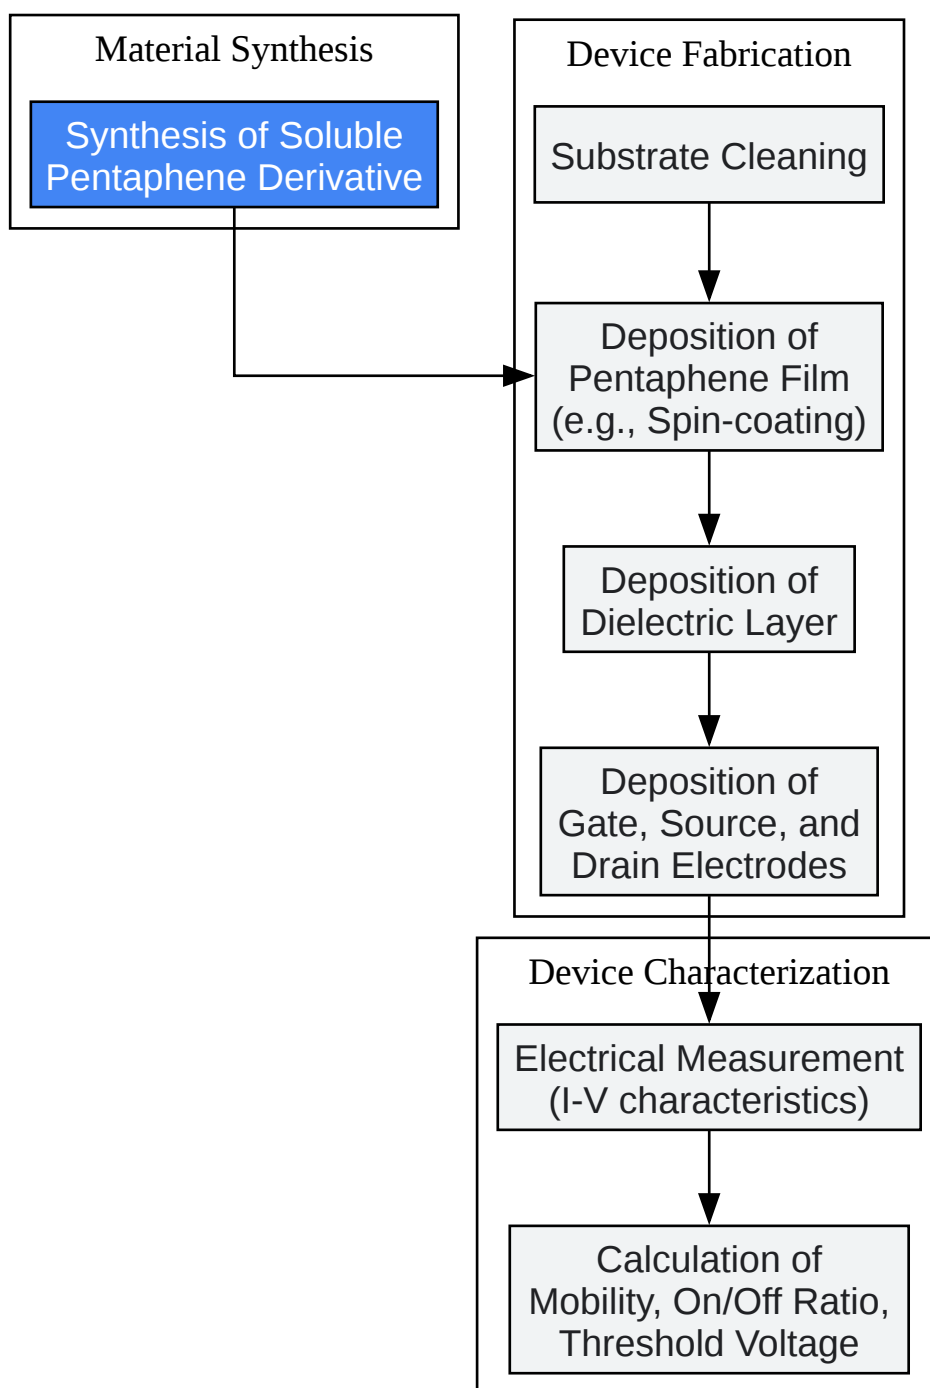 Material Synthesis
Synthesis of Soluble
Pentaphene Derivative
Device Fabrication
Substrate Cleaning
Deposition of
Pentaphene Film
(e.g., Spin-coating)
Deposition of
Dielectric Layer
Deposition of
Gate, Source, and
Drain Electrodes
Device Characterization
Electrical Measurement
(I-V characteristics)
Calculation of
Mobility, On/Off Ratio,
Threshold Voltage